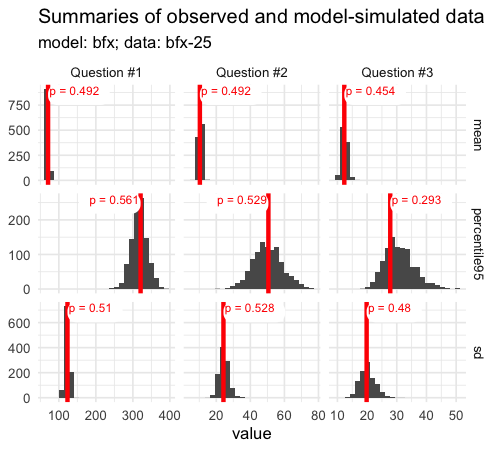 Summaries of observed and model-simulated data
model: bfx; data: bfx-25
Question #1 Question #2 Question #3
p = 0.492 p = 0.492 p = 0.454
750
500
250
0
mean
p = 0.561 p = 0.529 p = 0.293
200
100
0
percentile95
p = 0.51 p = 0.528 p = 0.48
600
400
200
0
sd
100 200 300 400 20 40 60 80 10 20 30 40 50
value